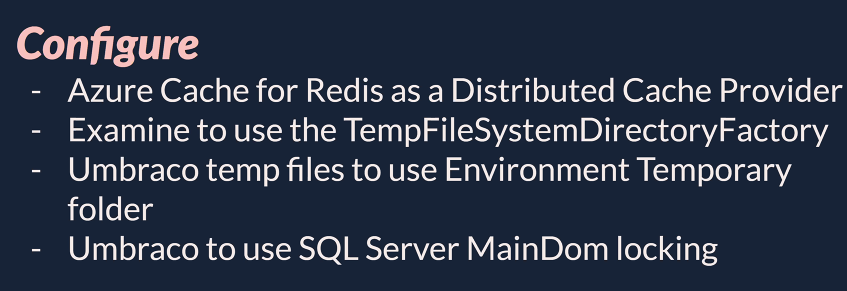 Configure
- Azure Cache for Redis as a Distributed Cache Provider
- Examine to use the TempFileSystemDirectoryFactory
- Umbraco temp files to use Environment Temporary
folder
- Umbraco to use SQL Server MainDom locking